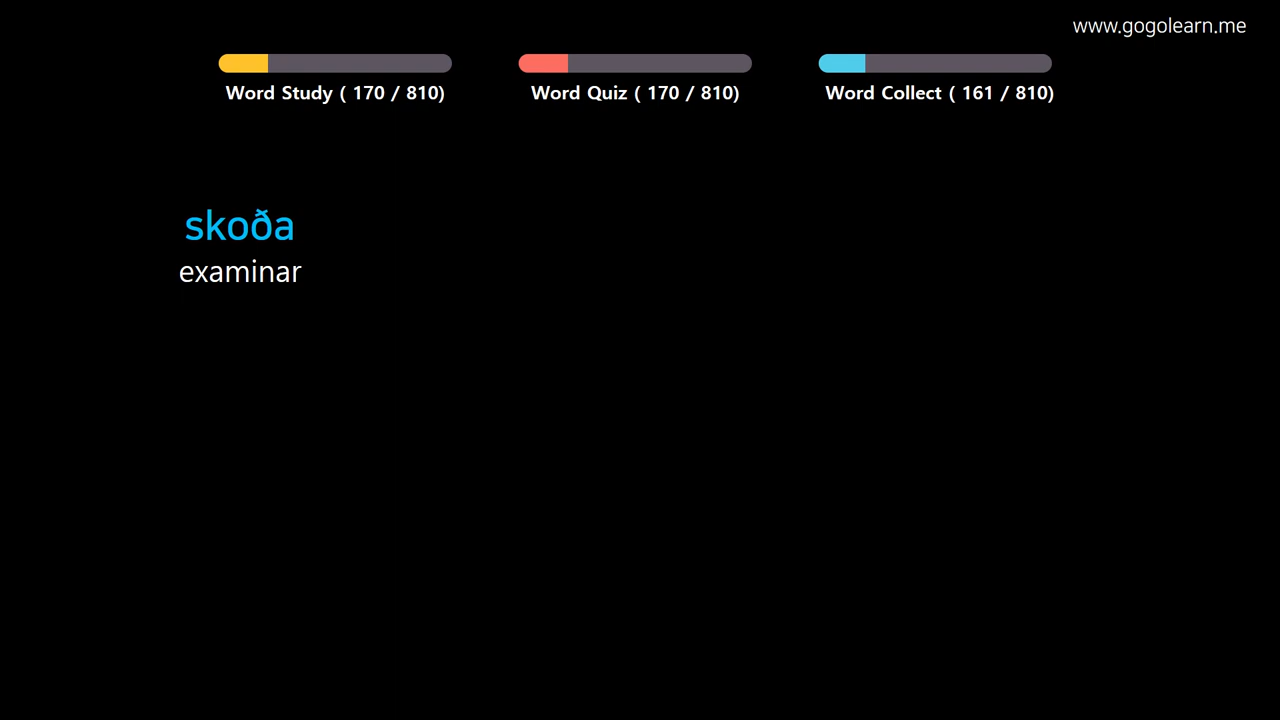 www.gogolearn.me
Word Study ( 170 / 810)
Word Quiz ( 170 / 810)
Word Collect ( 161 / 810)
skoða
examinar